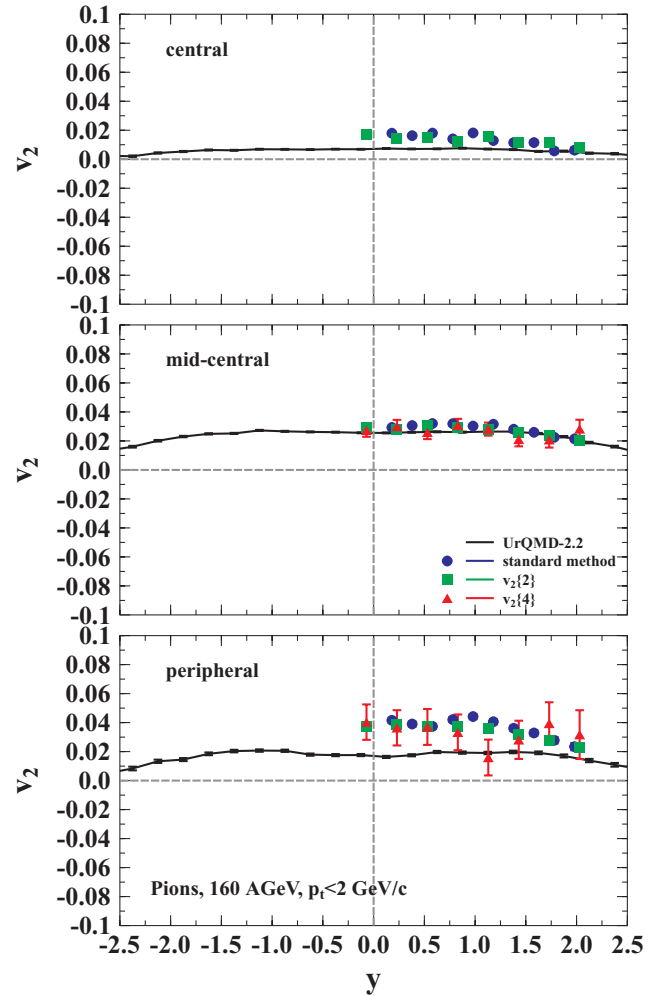 0.1
0.08
central
0.06
0.04
0.02
v2
0.0
-0.02
-0.04
-0.06
-0.08
-0.1
0.08
mid-central
0.06
0.04
0.02
v2
0.0
-0.02
-0.04
UrQMD-2.2
-0.06
standard method
v2{2}
-0.08
v2{4}
-0.1
0.1
0.08
peripheral
0.06
0.04
0.02
v2
0.0
-0.02
-0.04
-0.06
Pions, 160 AGeV, pt<2 GeV/c
-0.08
-0.1
-2.5 -2.0 -1.5 -1.0 -0.5 0.0 0.5 1.0 1.5 2.0 2.5
y